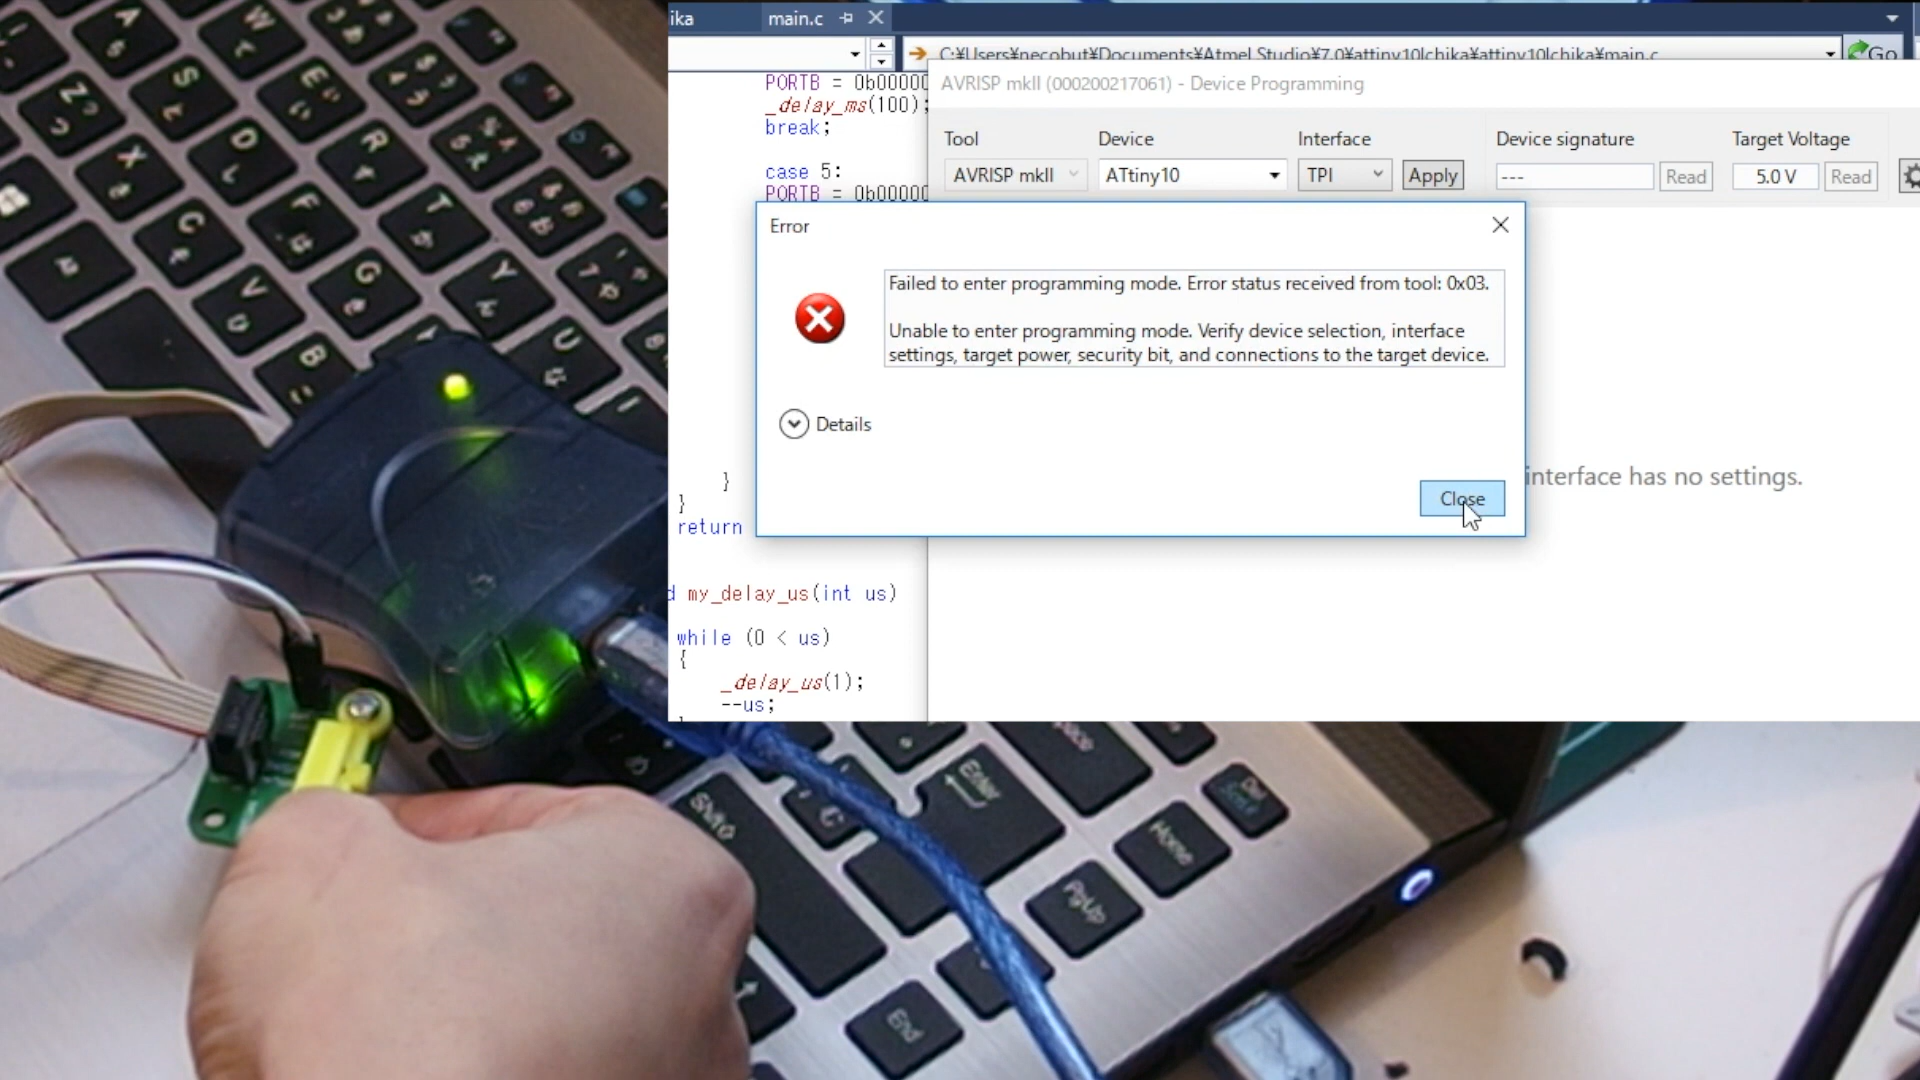 ika
main.c
C:¥Users¥necobut¥Documents¥Atmel Studio¥7.0¥attiny10lchika¥attiny10lchika¥main.c
Go
PORTB = 0b00000
_delay_ms(100);
break;
case 5:
PORTB = 0b00000
}
}
return
my_delay_us(int us)
while (0 < us)
{
_delay_us(1);
--us;
AVRISP mkII (000200217061) - Device Programming
Tool
Device
Interface
Device signature
Target Voltage
AVRISP mkII
ATtiny10
TPI
Apply
---
Read
5.0 V
Read
Error
Failed to enter programming mode. Error status received from tool: 0x03.
Unable to enter programming mode. Verify device selection, interface
settings, target power, security bit, and connections to the target device.
Details
Close
interface has no settings.
A
W
Z
S
E
X
D
R
C
F
T
V
G
Y
B
U
Enter
Shift
Home
PgUp
End